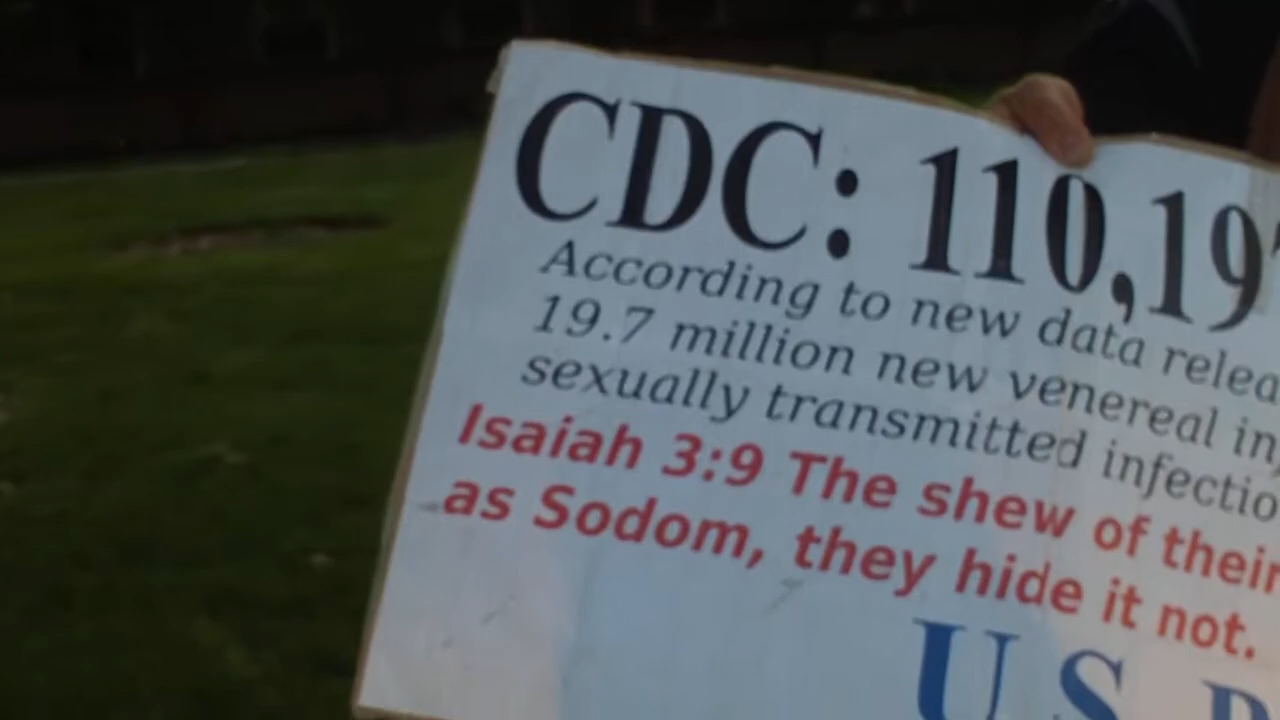 CDC: 110,19
According to new data relea
19.7 million new venereal in
sexually transmitted infectio
Isaiah 3:9 The shew of their
as Sodom, they hide it not.
U S